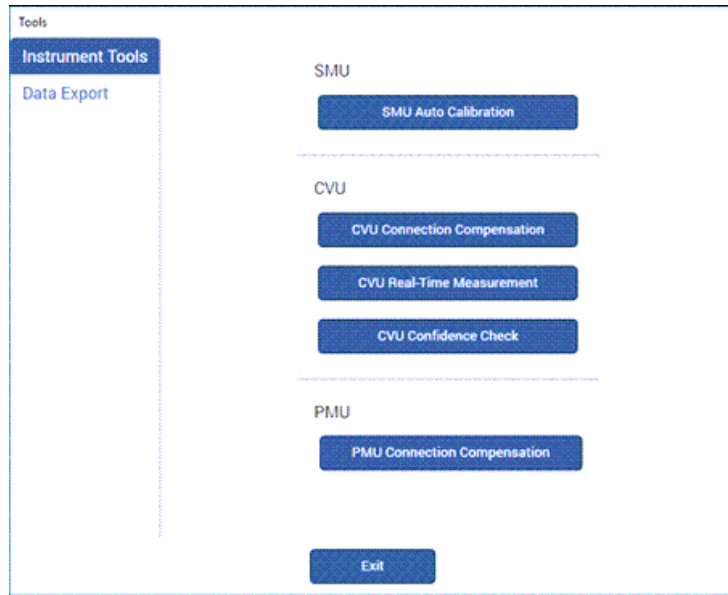 Tools
Instrument Tools
Data Export
SMU
SMU Auto Calibration
CVU
CVU Connection Compensation
CVU Real-Time Measurement
CVU Confidence Check
PMU
PMU Connection Compensation
Exit